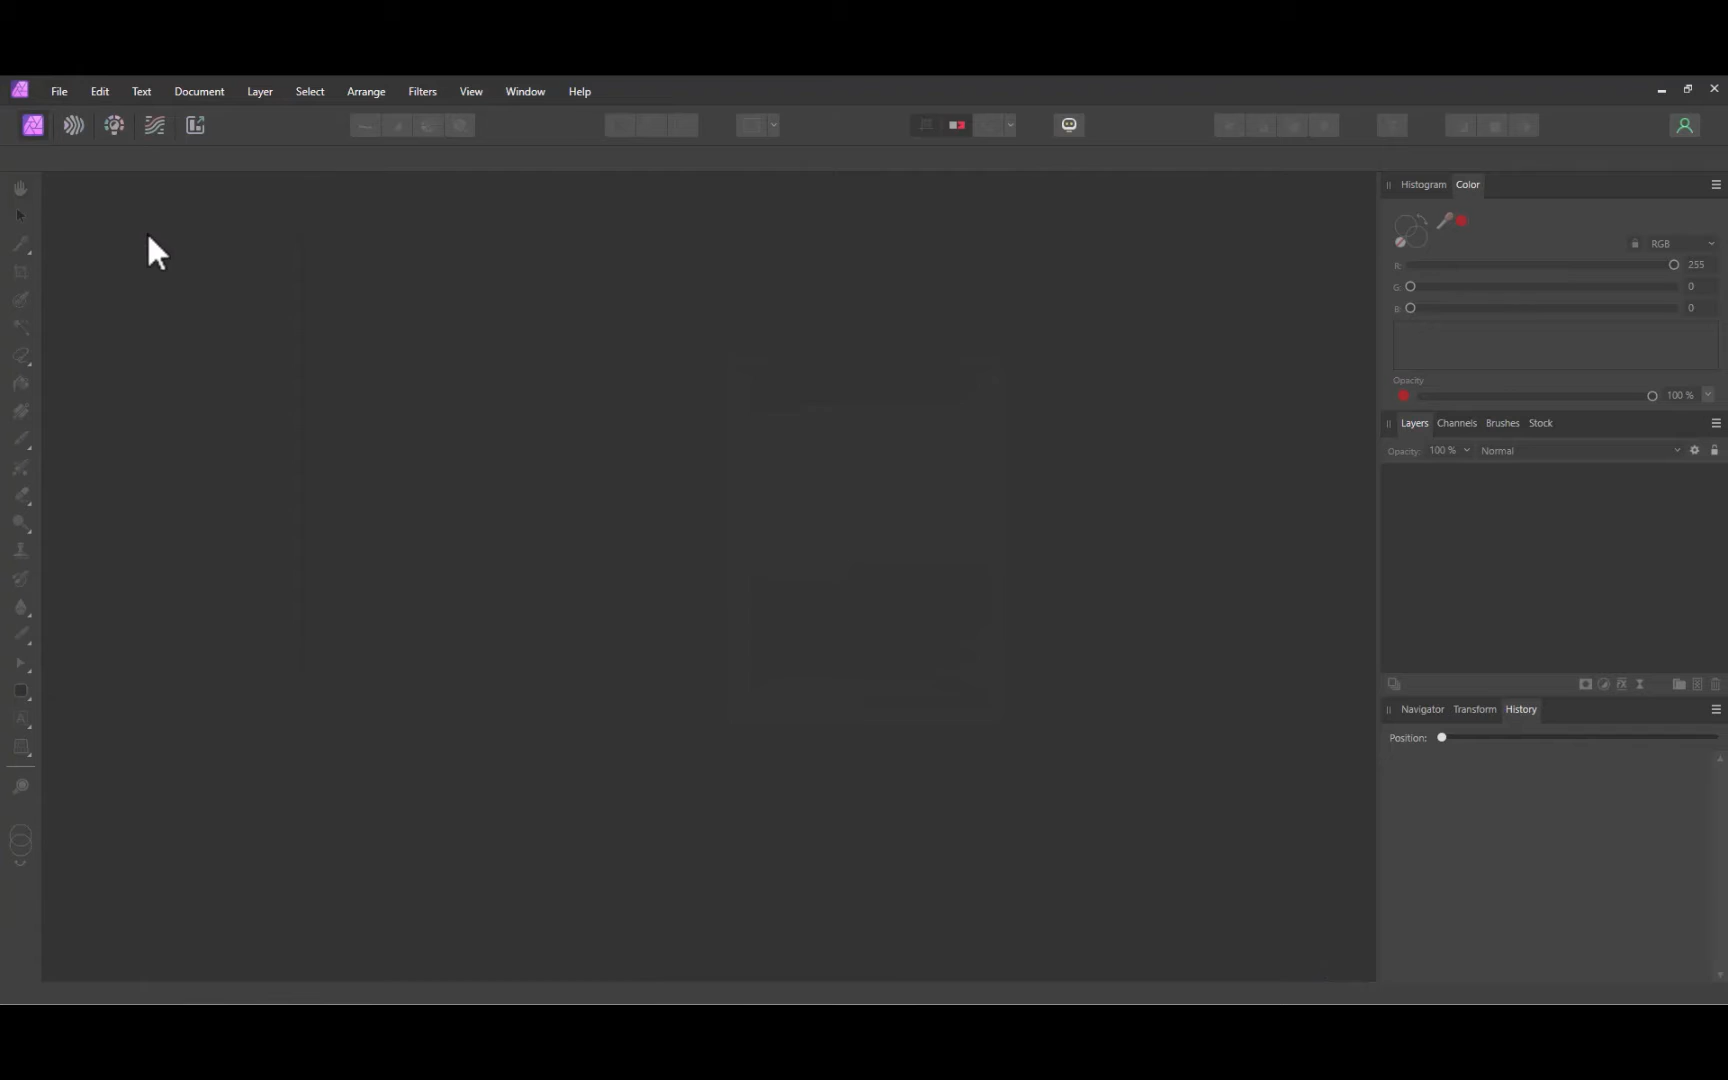 File Edit Text Document Layer Select Arrange Filters View Window Help
Histogram Color
RGB
R: 255
G: 0
B: 0
Opacity
100 %
Layers Channels Brushes Stock
Opacity: 100 % Normal
Navigator Transform History
Position: